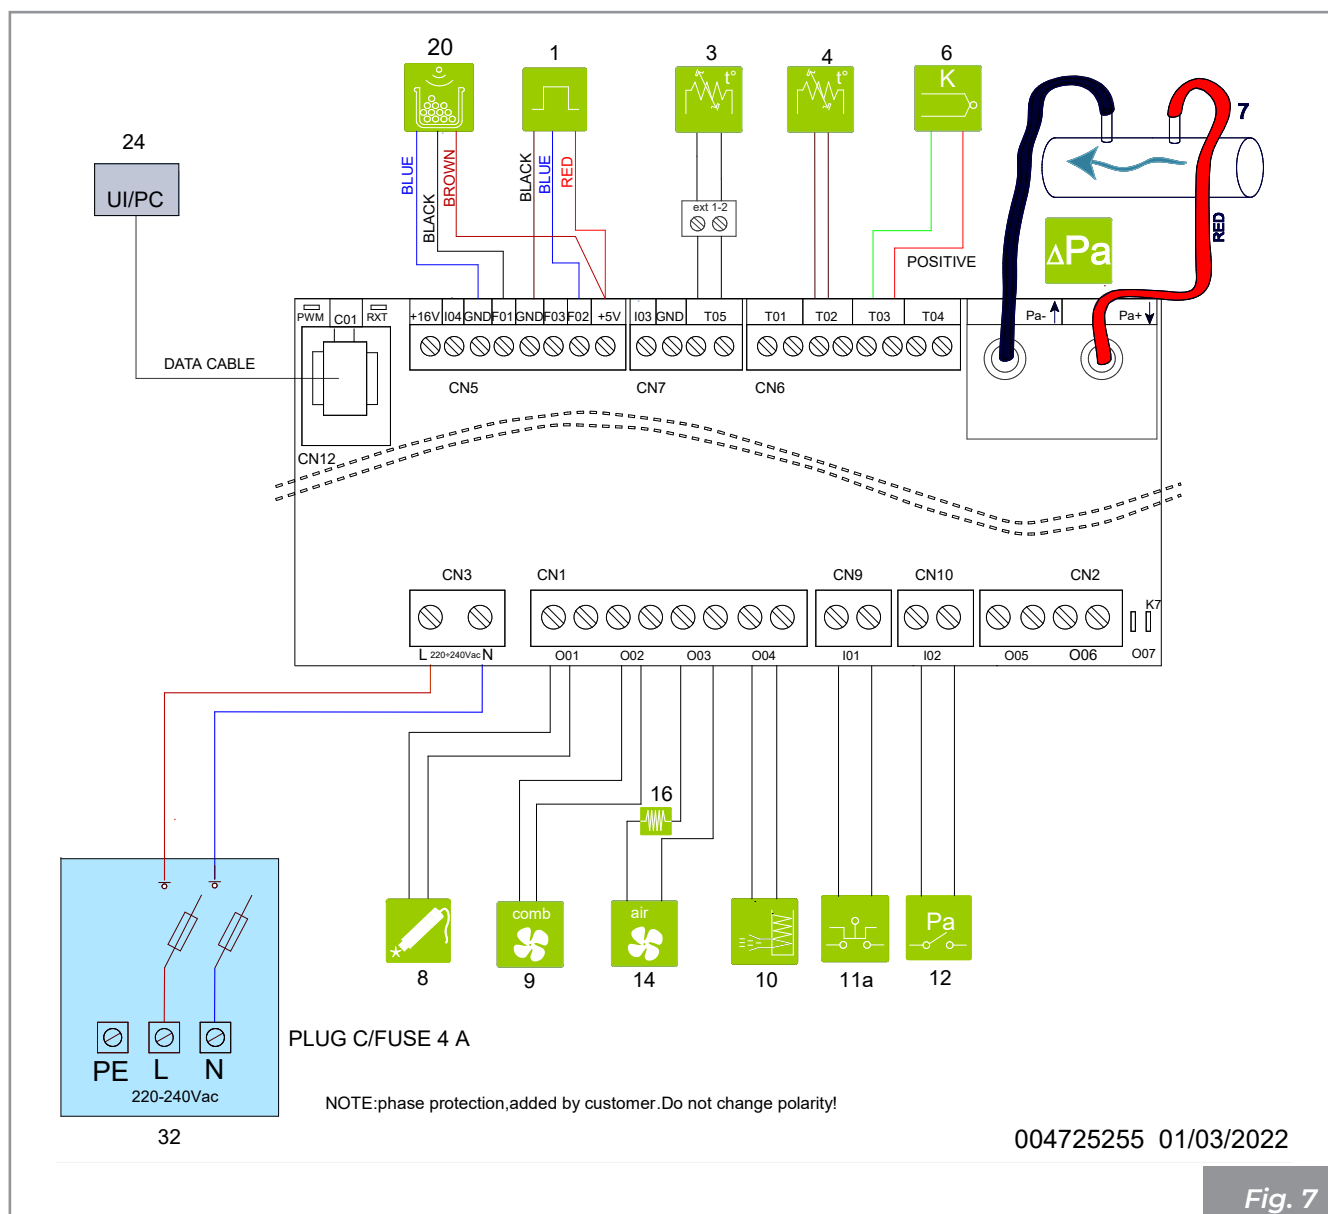 20 1 3 4 6
24
t° t° K 7
UI/PC
BLUE BLACK BROWN BLACK BLUE RED
ext 1-2
RED
ΔPa
POSITIVE
PWM C01 RXT +16V I04 GND F01 GND F03 F02 +5V I03 GND T05 T01 T02 T03 T04 Pa- Pa+
DATA CABLE
CN5 CN7 CN6
CN12
CN3 CN1 CN9 CN10 CN2
K7
L 220÷240Vac N O01 O02 O03 O04 I01 I02 O05 O06 O07
16
comb air Pa
8 9 14 10 11a 12
PLUG C/FUSE 4 A
PE L N
220-240Vac
NOTE:phase protection,added by customer.Do not change polarity!
32
004725255 01/03/2022
Fig. 7